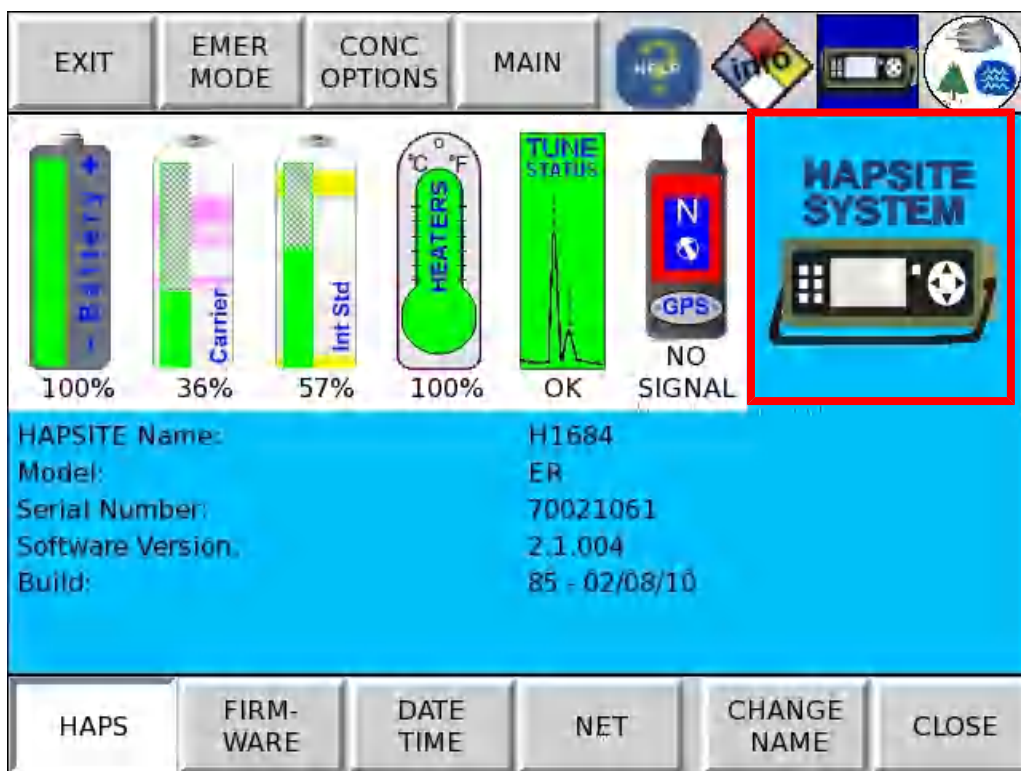 EXIT
EMER
MODE
CONC
OPTIONS
MAIN
HELP
info
- Battery +
100%
Carrier
36%
Int Std
57%
°C °F
HEATERS
100%
TUNE
STATUS
OK
N
GPS
NO
SIGNAL
HAPSITE
SYSTEM
HAPSITE Name: H1684
Model: ER
Serial Number: 70021061
Software Version: 2.1.004
Build: 85 - 02/08/10
HAPS
FIRM-
WARE
DATE
TIME
NET
CHANGE
NAME
CLOSE